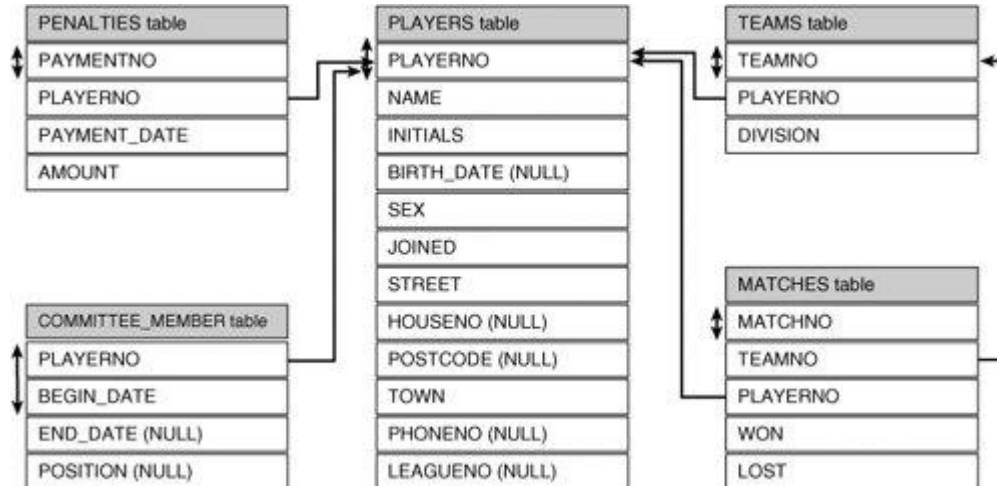 PENALTIES table
PAYMENTNO
PLAYERNO
PAYMENT_DATE
AMOUNT
PLAYERS table
PLAYERNO
NAME
INITIALS
BIRTH_DATE (NULL)
SEX
JOINED
STREET
HOUSENO (NULL)
POSTCODE (NULL)
TOWN
PHONENO (NULL)
LEAGUENO (NULL)
TEAMS table
TEAMNO
PLAYERNO
DIVISION
COMMITTEE_MEMBER table
PLAYERNO
BEGIN_DATE
END_DATE (NULL)
POSITION (NULL)
MATCHES table
MATCHNO
TEAMNO
PLAYERNO
WON
LOST